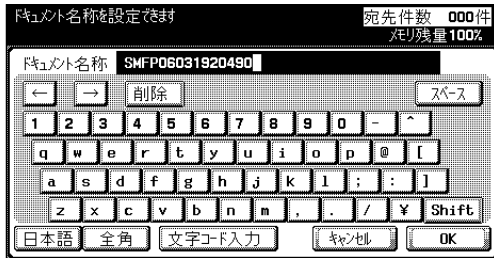 ﾄﾞｷｭﾒﾝﾄ名称を設定できます 宛先件数 000件
ﾒﾓﾘ残量100%
ﾄﾞｷｭﾒﾝﾄ名称 SMFP06031920490
← → 削除 ｽﾍﾟｰｽ
1 2 3 4 5 6 7 8 9 0 - ^
q w e r t y u i o p @ [
a s d f g h j k l ; : ]
z x c v b n m , . / ¥ Shift
日本語 全角 文字ｺｰﾄﾞ入力 ｷｬﾝｾﾙ OK